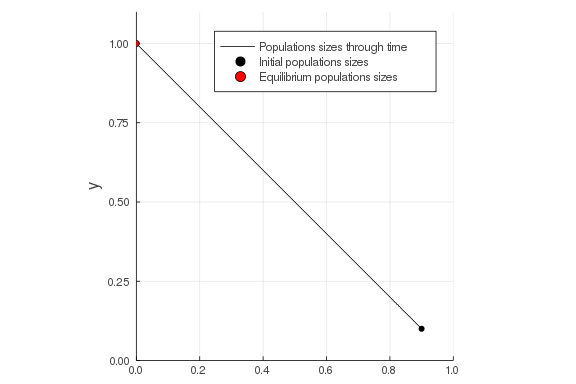 1.00
0.75
0.50
0.25
0.00
y
Populations sizes through time
Initial populations sizes
Equilibrium populations sizes
0.0 0.2 0.4 0.6 0.8 1.0